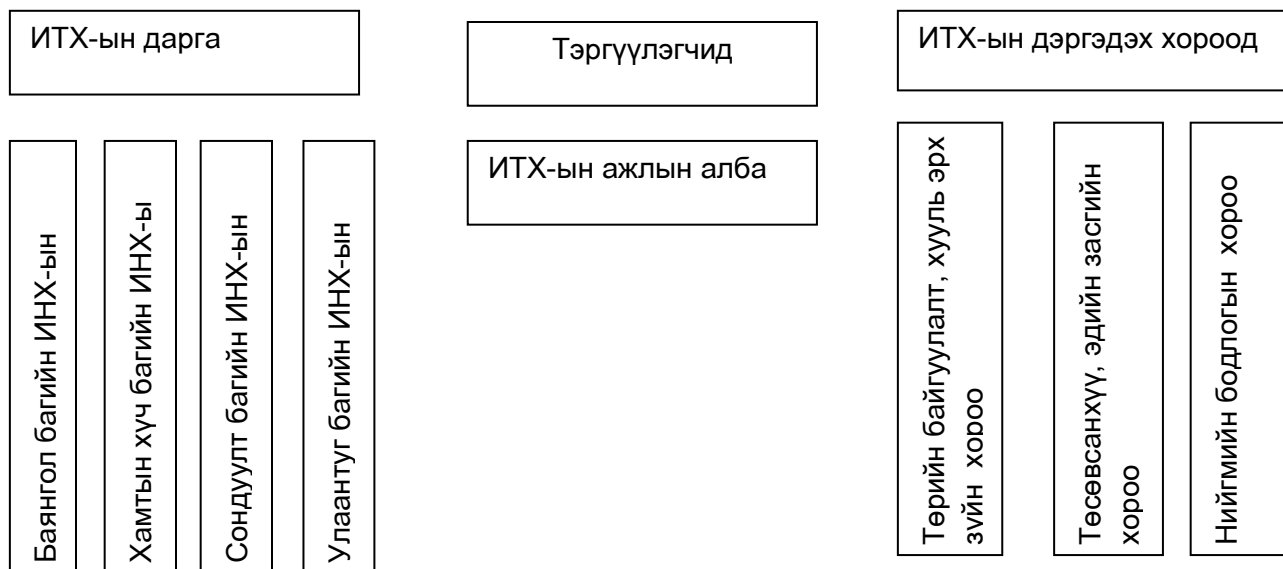 ИТХ-ын дарга
Тэргүүлэгчид
ИТХ-ын дэргэдэх хороод
ИТХ-ын ажлын алба
Баянгол багийн ИНХ-ын
Хамтын хүч багийн ИНХ-ы
Сондуулт багийн ИНХ-ын
Улаантуг багийн ИНХ-ын
Төрийн байгуулалт, хууль эрх
зүйн хороо
Төсөвсанхүү, эдийн засгийн
хороо
Нийгмийн бодлогын хороо